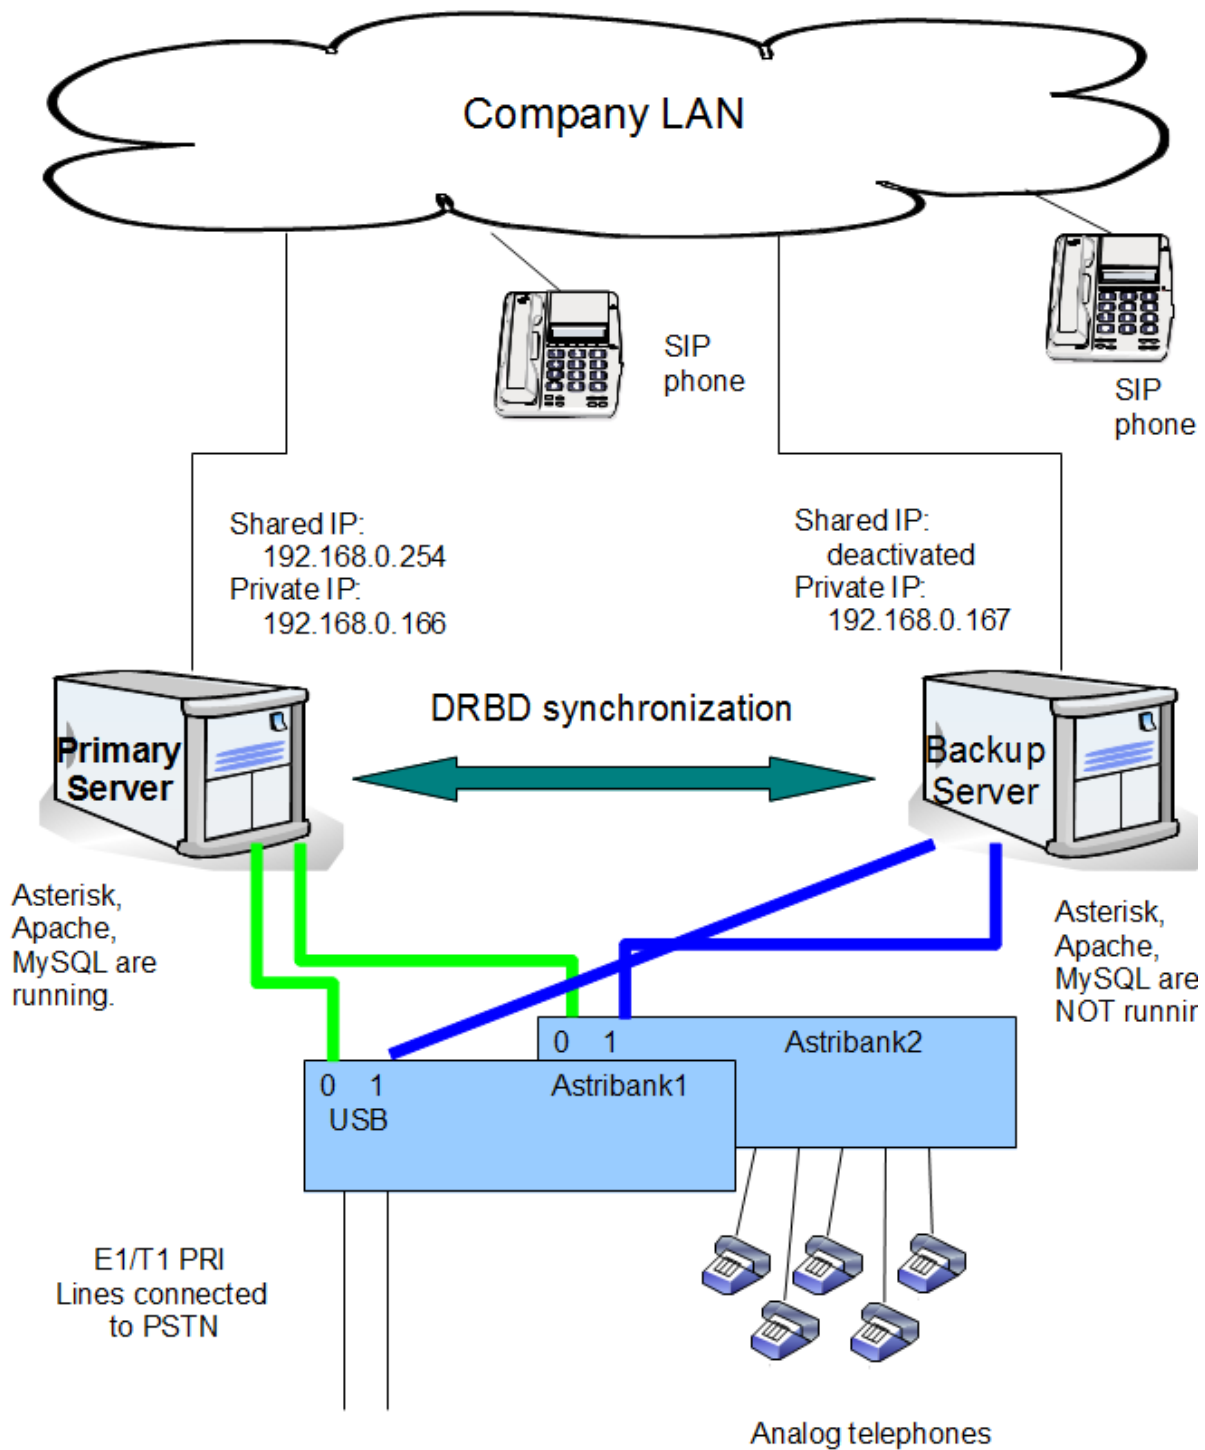 Company LAN
SIP
phone
SIP
phone
Shared IP:
192.168.0.254
Private IP:
192.168.0.166
Shared IP:
deactivated
Private IP:
192.168.0.167
DRBD synchronization
Primary
Server
Backup
Server
Asterisk,
Apache,
MySQL are
running.
Asterisk,
Apache,
MySQL are
NOT runnin
0 1 Astribank2
0 1 Astribank1
USB
E1/T1 PRI
Lines connected
to PSTN
Analog telephones